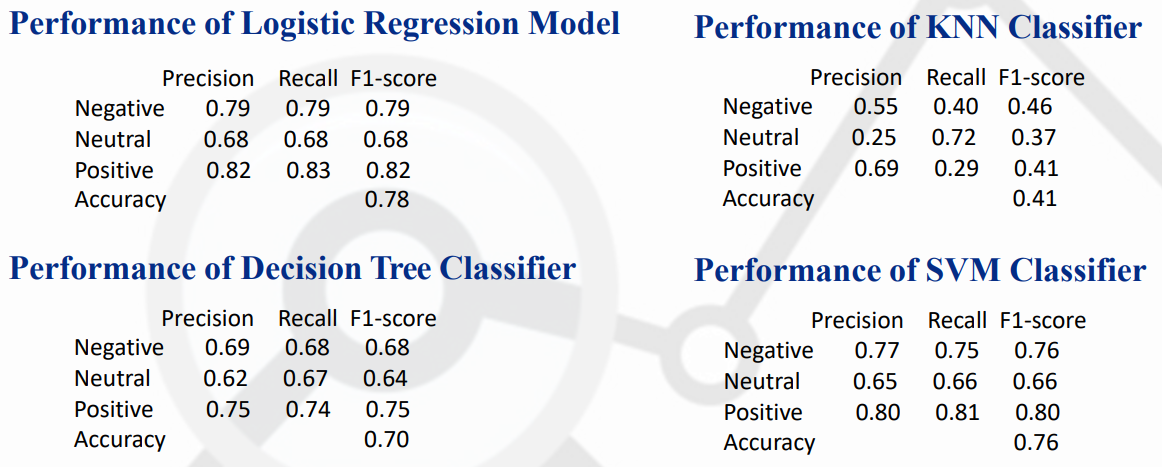 Performance of Logistic Regression Model
Precision Recall F1-score
Negative 0.79 0.79 0.79
Neutral 0.68 0.68 0.68
Positive 0.82 0.83 0.82
Accuracy 0.78
Performance of KNN Classifier
Precision Recall F1-score
Negative 0.55 0.40 0.46
Neutral 0.25 0.72 0.37
Positive 0.69 0.29 0.41
Accuracy 0.41
Performance of Decision Tree Classifier
Precision Recall F1-score
Negative 0.69 0.68 0.68
Neutral 0.62 0.67 0.64
Positive 0.75 0.74 0.75
Accuracy 0.70
Performance of SVM Classifier
Precision Recall F1-score
Negative 0.77 0.75 0.76
Neutral 0.65 0.66 0.66
Positive 0.80 0.81 0.80
Accuracy 0.76